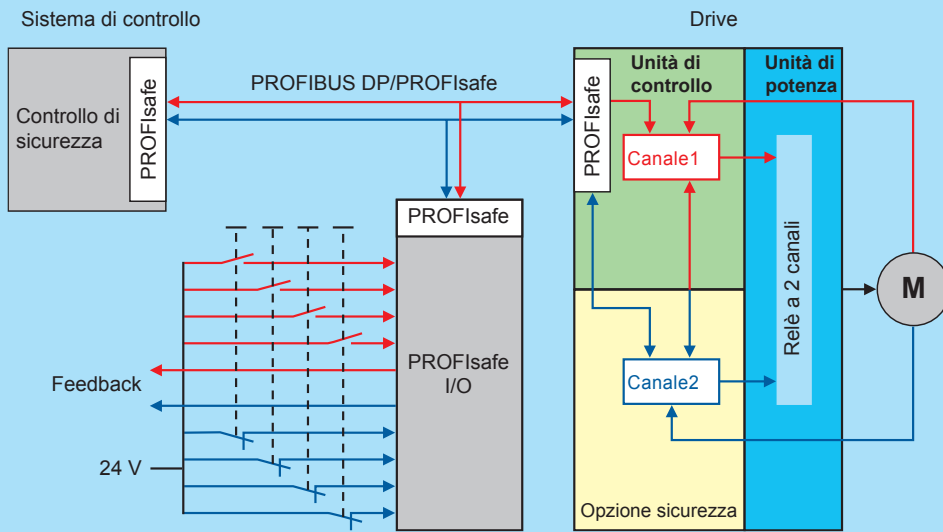 Sistema di controllo
Drive
Controllo di
sicurezza
PROFIsafe
PROFIBUS DP/PROFIsafe
PROFIsafe
Unità di
controllo
Unità di
potenza
Canale1
Relè a 2 canali
M
PROFIsafe
PROFIsafe
I/O
Feedback
24 V
Canale2
Opzione sicurezza